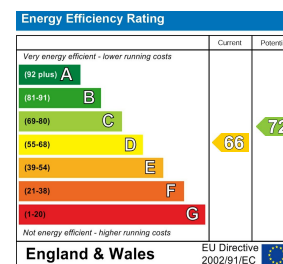 Energy Efficiency Rating
Current
Very energy efficient - lower running costs
(92 plus) A
(81-91) B
(69-80) C
72
(55-68) D
66
(39-54) E
(21-38) F
(1-20) G
Not energy efficient - higher running costs
England & Wales
EU Directive
2002/91/EC